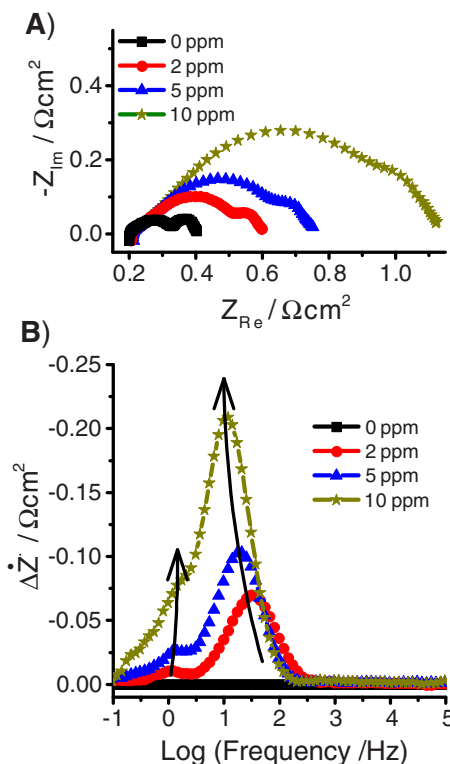 A)
0 ppm
2 ppm
5 ppm
10 ppm
-Z_Im / Ωcm²
0.4
0.2
0.0
0.2 0.4 0.6 0.8 1.0
Z_Re / Ωcm²
B)
-0.25
-0.20
-0.15
-0.10
-0.05
0.00
ΔŻ' / Ωcm²
0 ppm
2 ppm
5 ppm
10 ppm
-1 0 1 2 3 4 5
Log (Frequency /Hz)